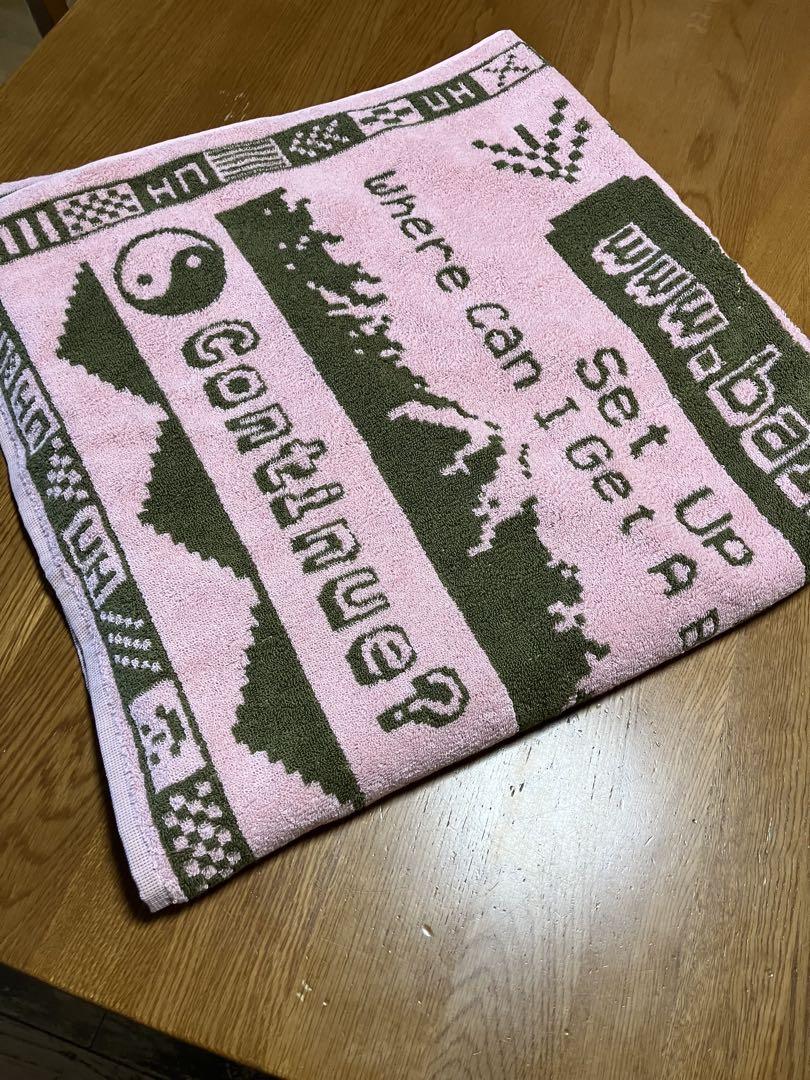 Continue?
Where Can I Get A
Set Up
www.ba